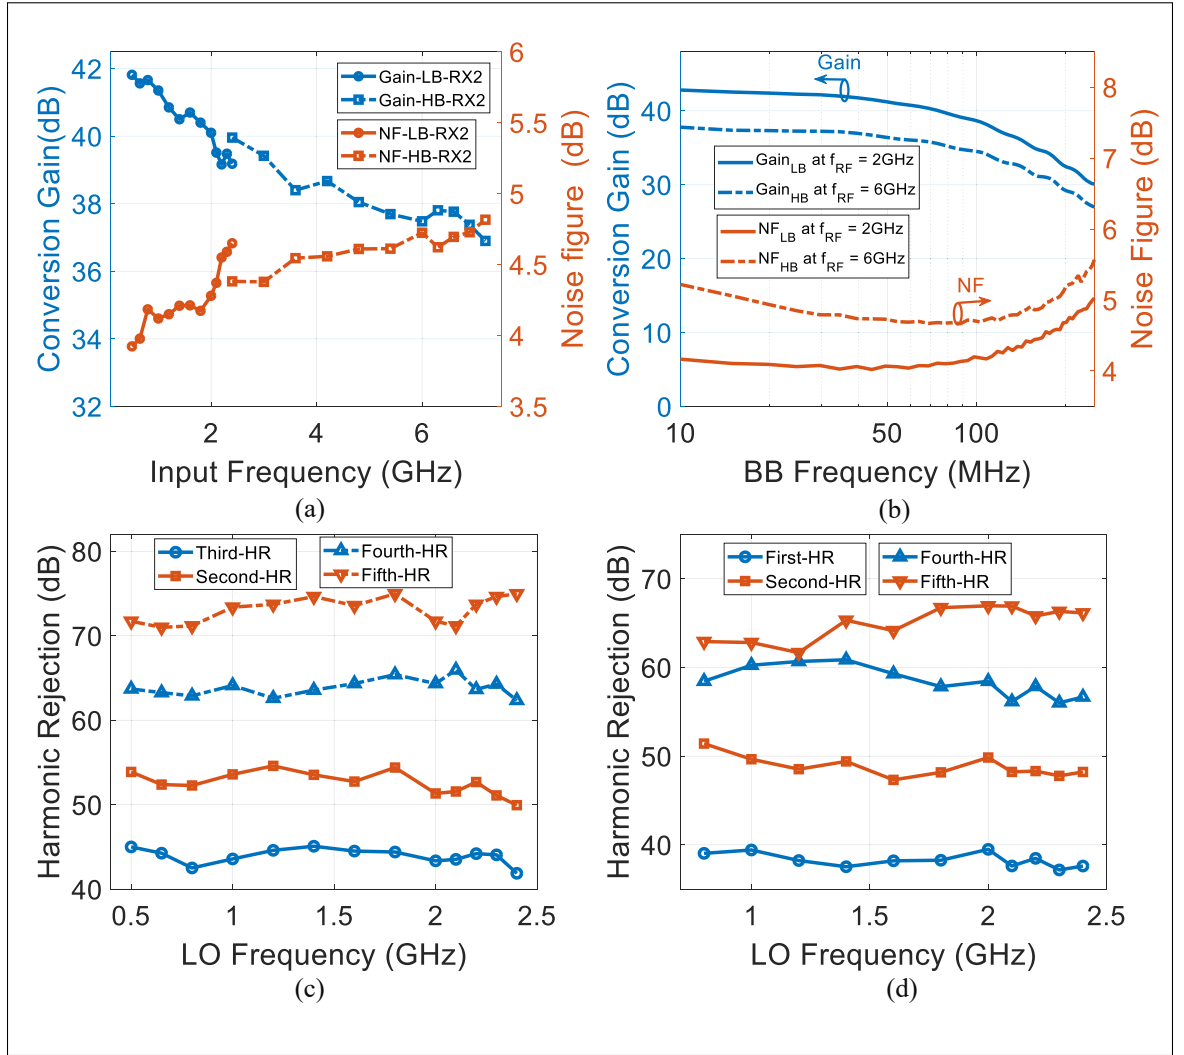 42
40
38
36
34
32
Conversion Gain(dB)
6
5.5
5
4.5
4
3.5
Noise figure (dB)
Gain-LB-RX2
Gain-HB-RX2
NF-LB-RX2
NF-HB-RX2
2
4
6
Input Frequency (GHz)
(a)
40
30
20
10
0
Conversion Gain (dB)
8
7
6
5
4
Noise Figure (dB)
Gain
Gain_LB at f_RF = 2GHz
Gain_HB at f_RF = 6GHz
NF_LB at f_RF = 2GHz
NF_HB at f_RF = 6GHz
NF
10
50
100
BB Frequency (MHz)
(b)
80
70
60
50
40
Harmonic Rejection (dB)
Third-HR
Second-HR
Fourth-HR
Fifth-HR
0.5
1
1.5
2
2.5
LO Frequency (GHz)
(c)
70
60
50
40
Harmonic Rejection (dB)
First-HR
Second-HR
Fourth-HR
Fifth-HR
1
1.5
2
2.5
LO Frequency (GHz)
(d)